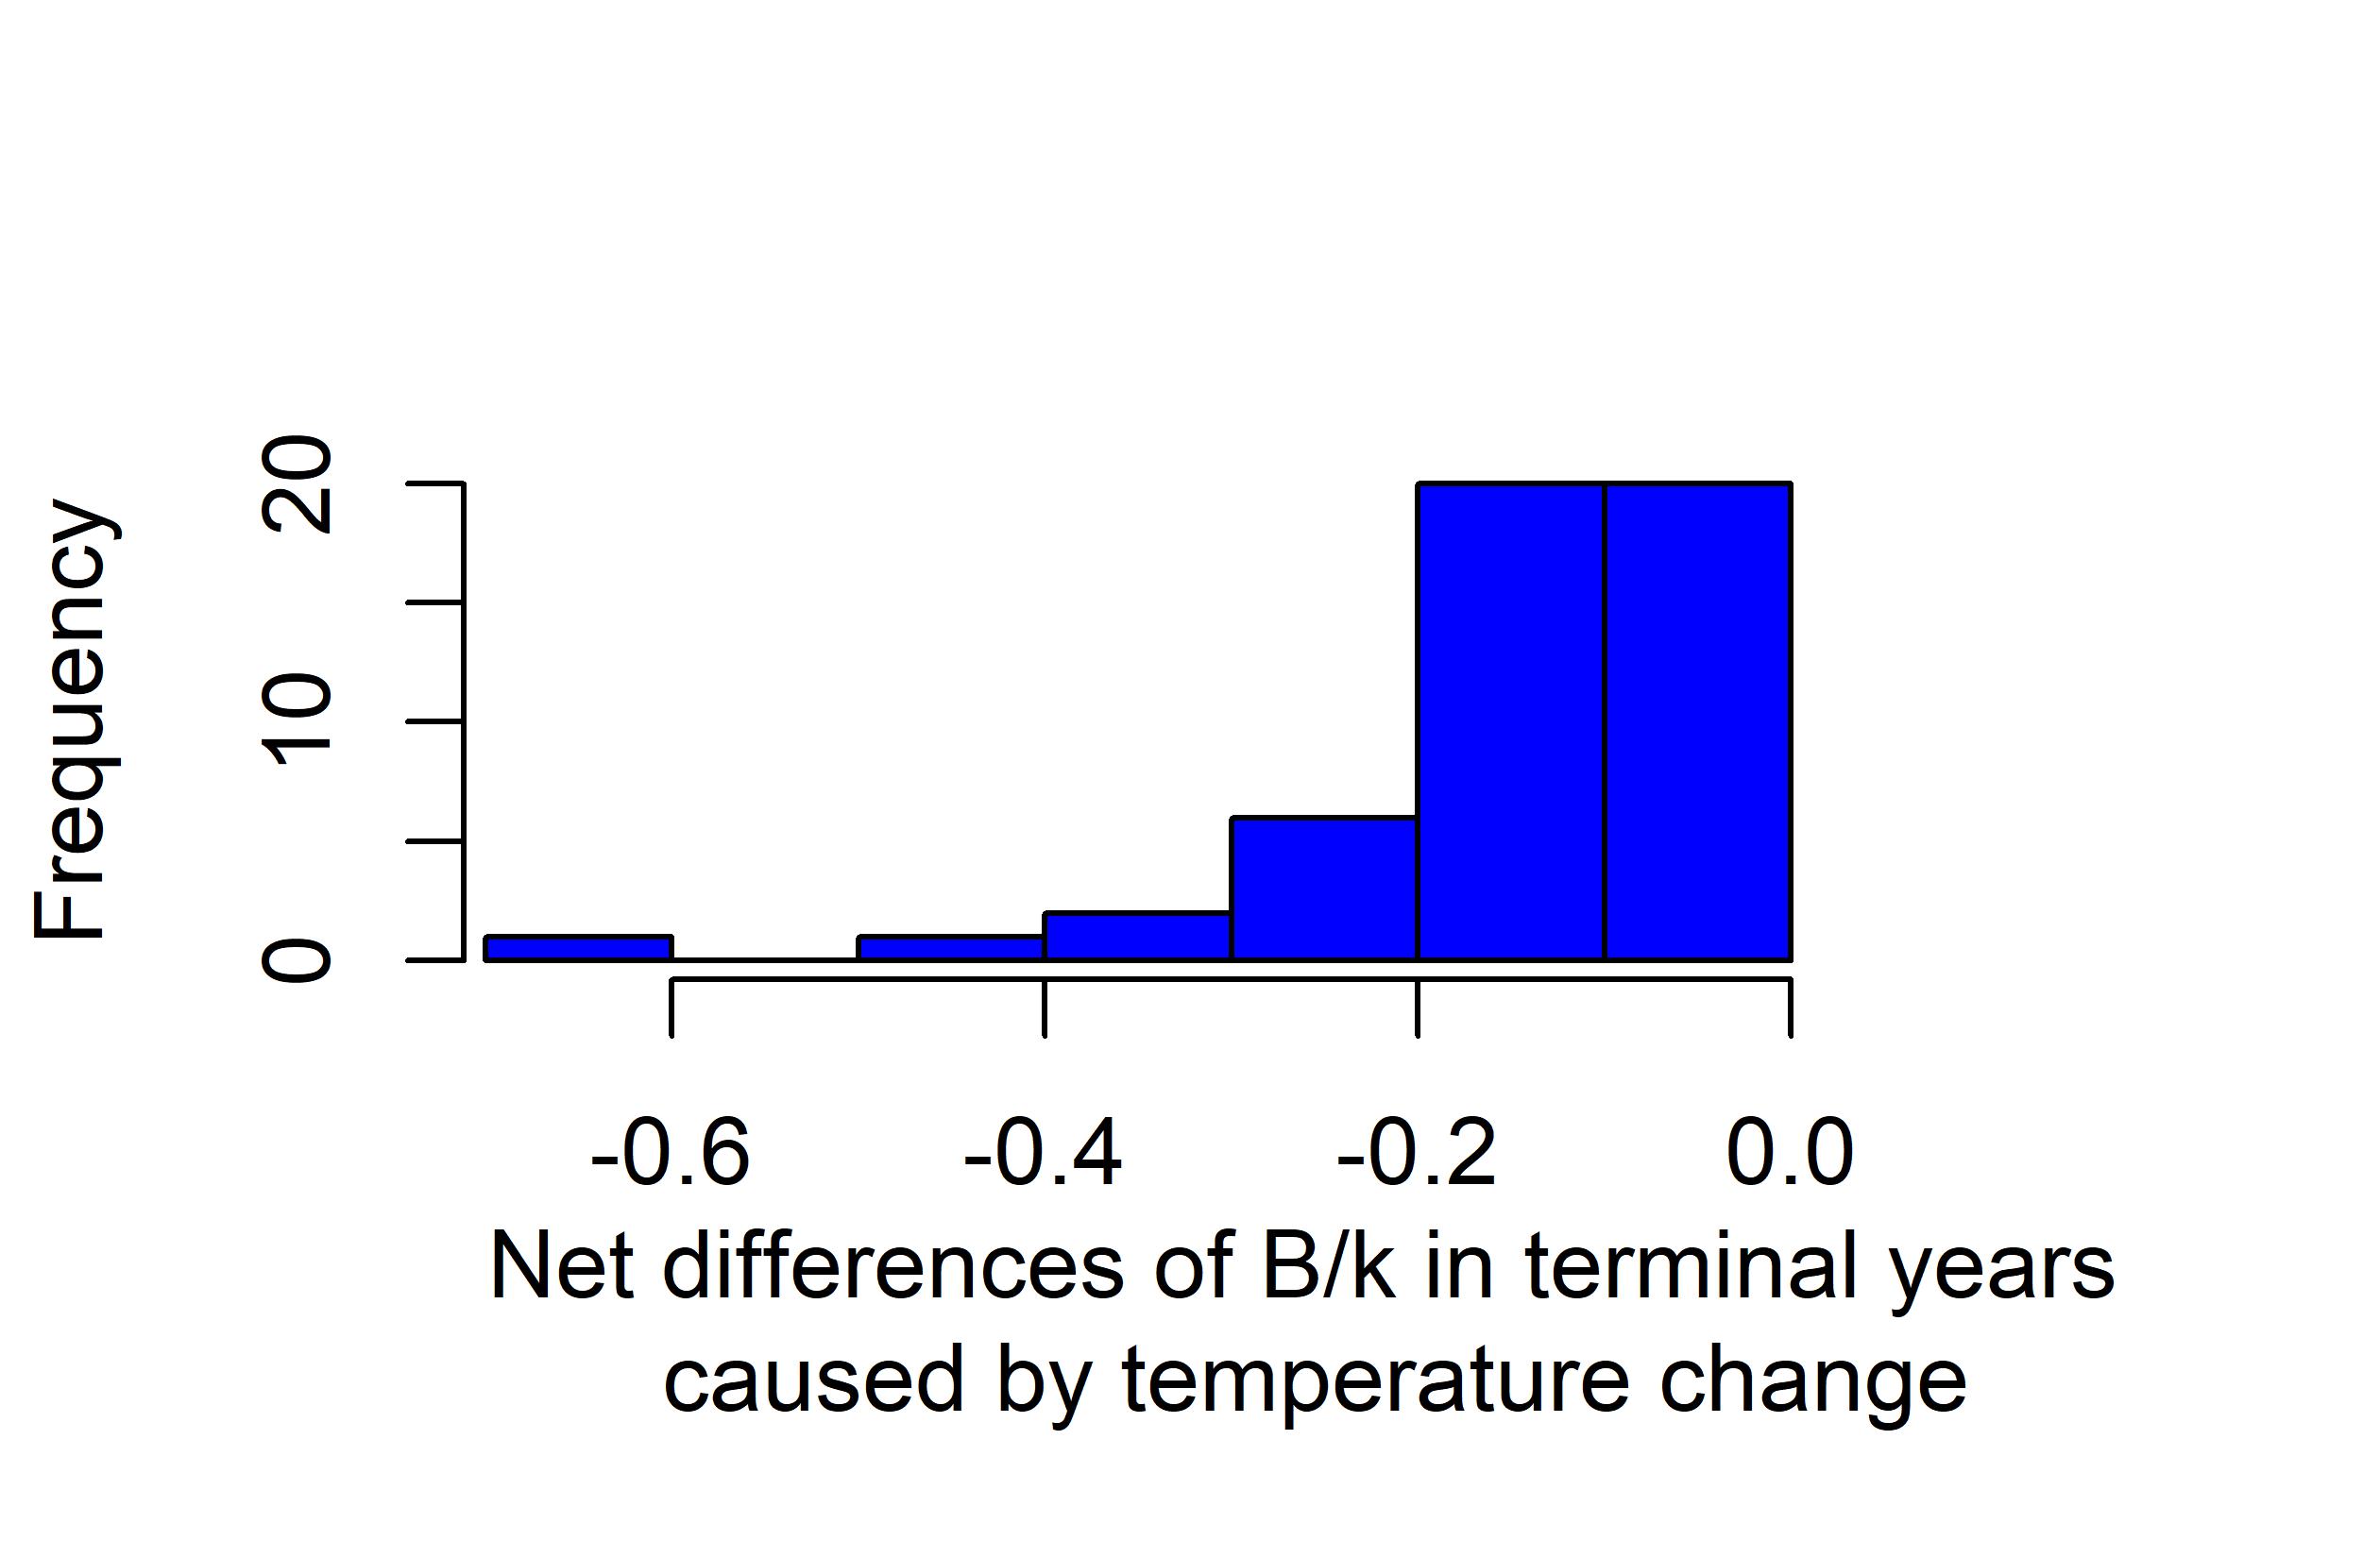 Frequency
20
10
0
-0.6 -0.4 -0.2 0.0
Net differences of B/k in terminal years
caused by temperature change